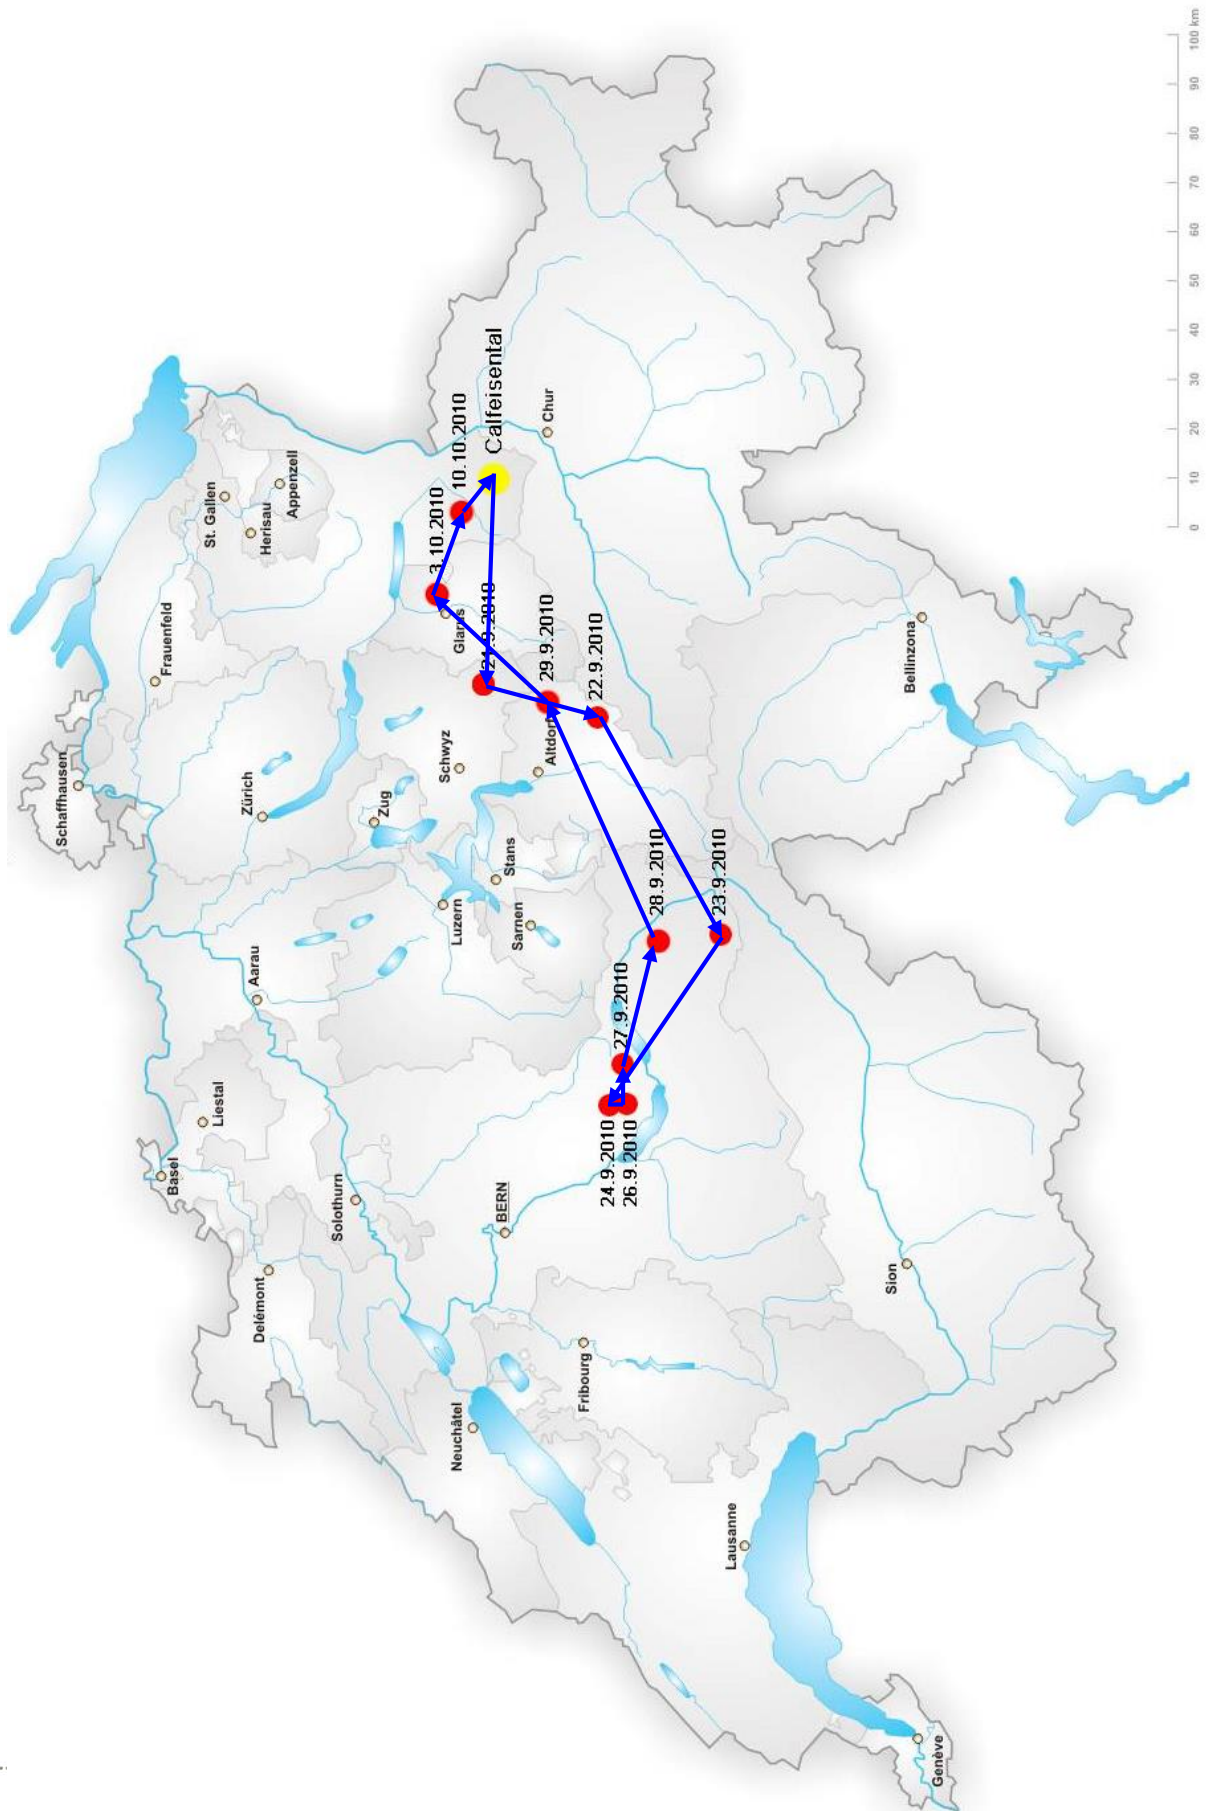 Schaffhausen
Frauenfeld
St. Gallen
Herisau
Appenzell
Basel
Liestal
Aarau
Zürich
Delémont
Solothurn
Zug
Luzern
Schwyz
Glarus
3.10.2010
10.10.2010
Calfeisental
21.9.2010
Neuchâtel
BERN
Sarnen
Stans
Altdorf
29.9.2010
Chur
Fribourg
24.9.2010
26.9.2010
27.9.2010
28.9.2010
22.9.2010
23.9.2010
Lausanne
Sion
Bellinzona
Genève
0 10 20 30 40 50 60 70 80 90 100 km